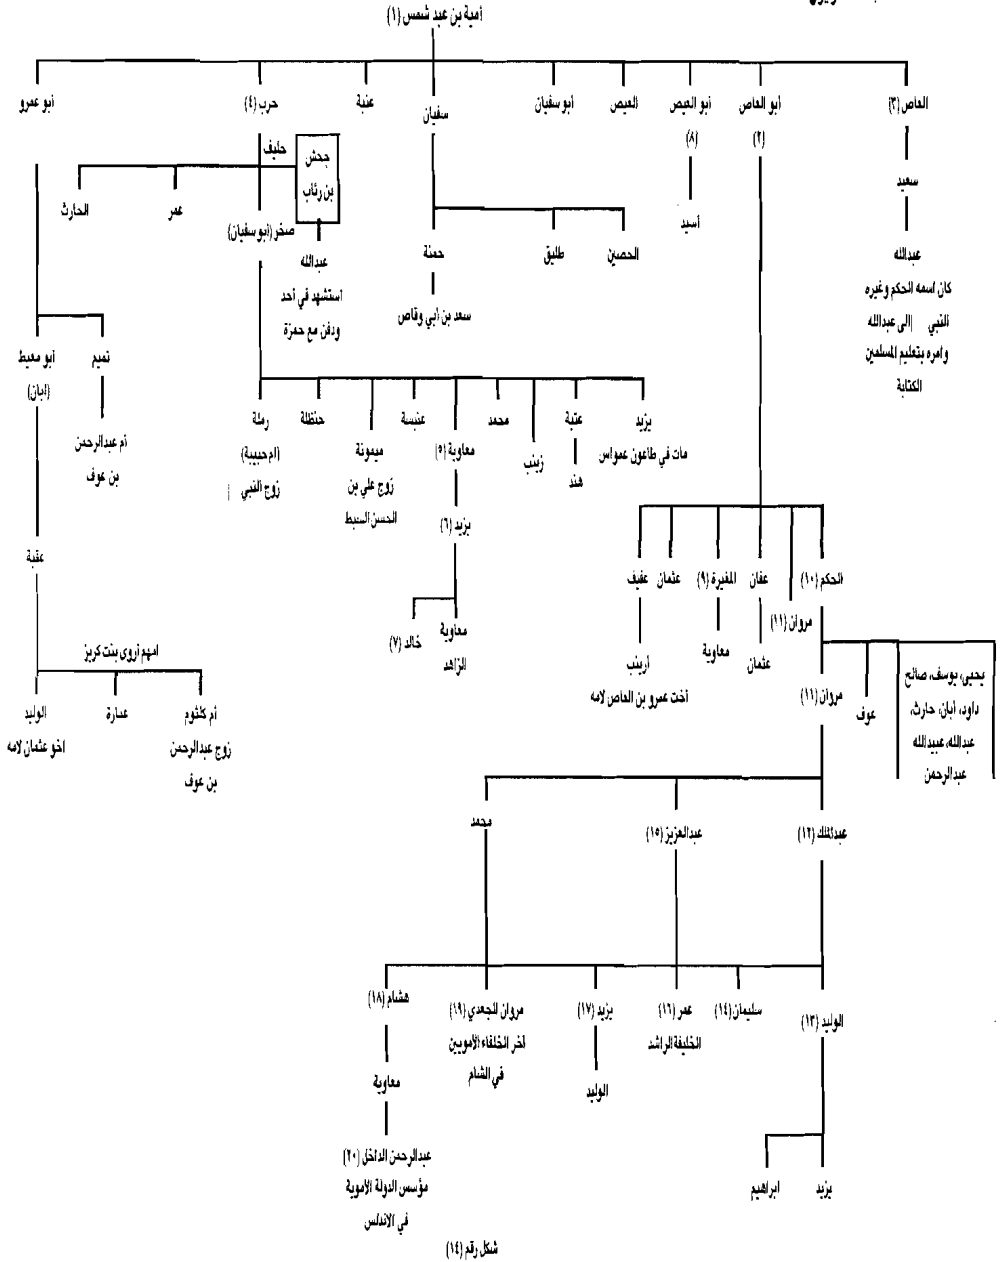 أمية بن عبد شمس (١)
العاص (٣)
أبو العاص
(٢)
أبو العيص
(٨)
العيص
أبو سفيان
سفيان
عنبة
حرب (٤)
أبو عمرو
سعيد
عبدالله
كان اسمه الحكم وغيره
النبي إلى عبدالله
وأمره بتعليم المسلمين
الكتابة
أسيد
الحصين
طليق
حمنة
سعد بن أبي وقاص
حليف
جحش
بن رئاب
عبدالله
استشهد في أحد
ودفن مع حمزة
صخر (أبو سفيان)
عمر
الحارث
تميم
أم عبدالرحمن
بن عوف
أبو معيط
(أبان)
يزيد
مات في طاعون عمواس
عتبة
هند
زينب
محمد
معاوية (٥)
عنبسة
ميمونة
زوج علي بن
الحسن السبط
حنظلة
رملة
(أم حبيبة)
زوج النبي
يزيد (٦)
معاوية
الزاهد
خالد (٧)
عقبة
أمهم أروى بنت كريز
أم كلثوم
زوج عبدالرحمن
بن عوف
عمارة
الوليد
أخو عثمان لأمه
الحكم (١٠)
مروان (١١)
عفان
المغيرة (٩)
عثمان
عفيف
عثمان
معاوية
أرينب
أخت عمرو بن العاص لأمه
يحيى، يوسف، صالح
داود، أبان، حارث،
عبدالله، عبيدالله
عبدالرحمن
عوف
مروان (١١)
عبدالملك (١٢)
عبدالعزيز (١٥)
محمد
الوليد (١٣)
سليمان (١٤)
عمر (١٦)
الخليفة الراشد
يزيد (١٧)
الوليد
مروان الجعدي (١٩)
آخر الخلفاء الأمويين
في الشام
هشام (١٨)
معاوية
عبدالرحمن الداخل (٢٠)
مؤسس الدولة الأموية
في الأندلس
يزيد
ابراهيم
شكل رقم (١٤)